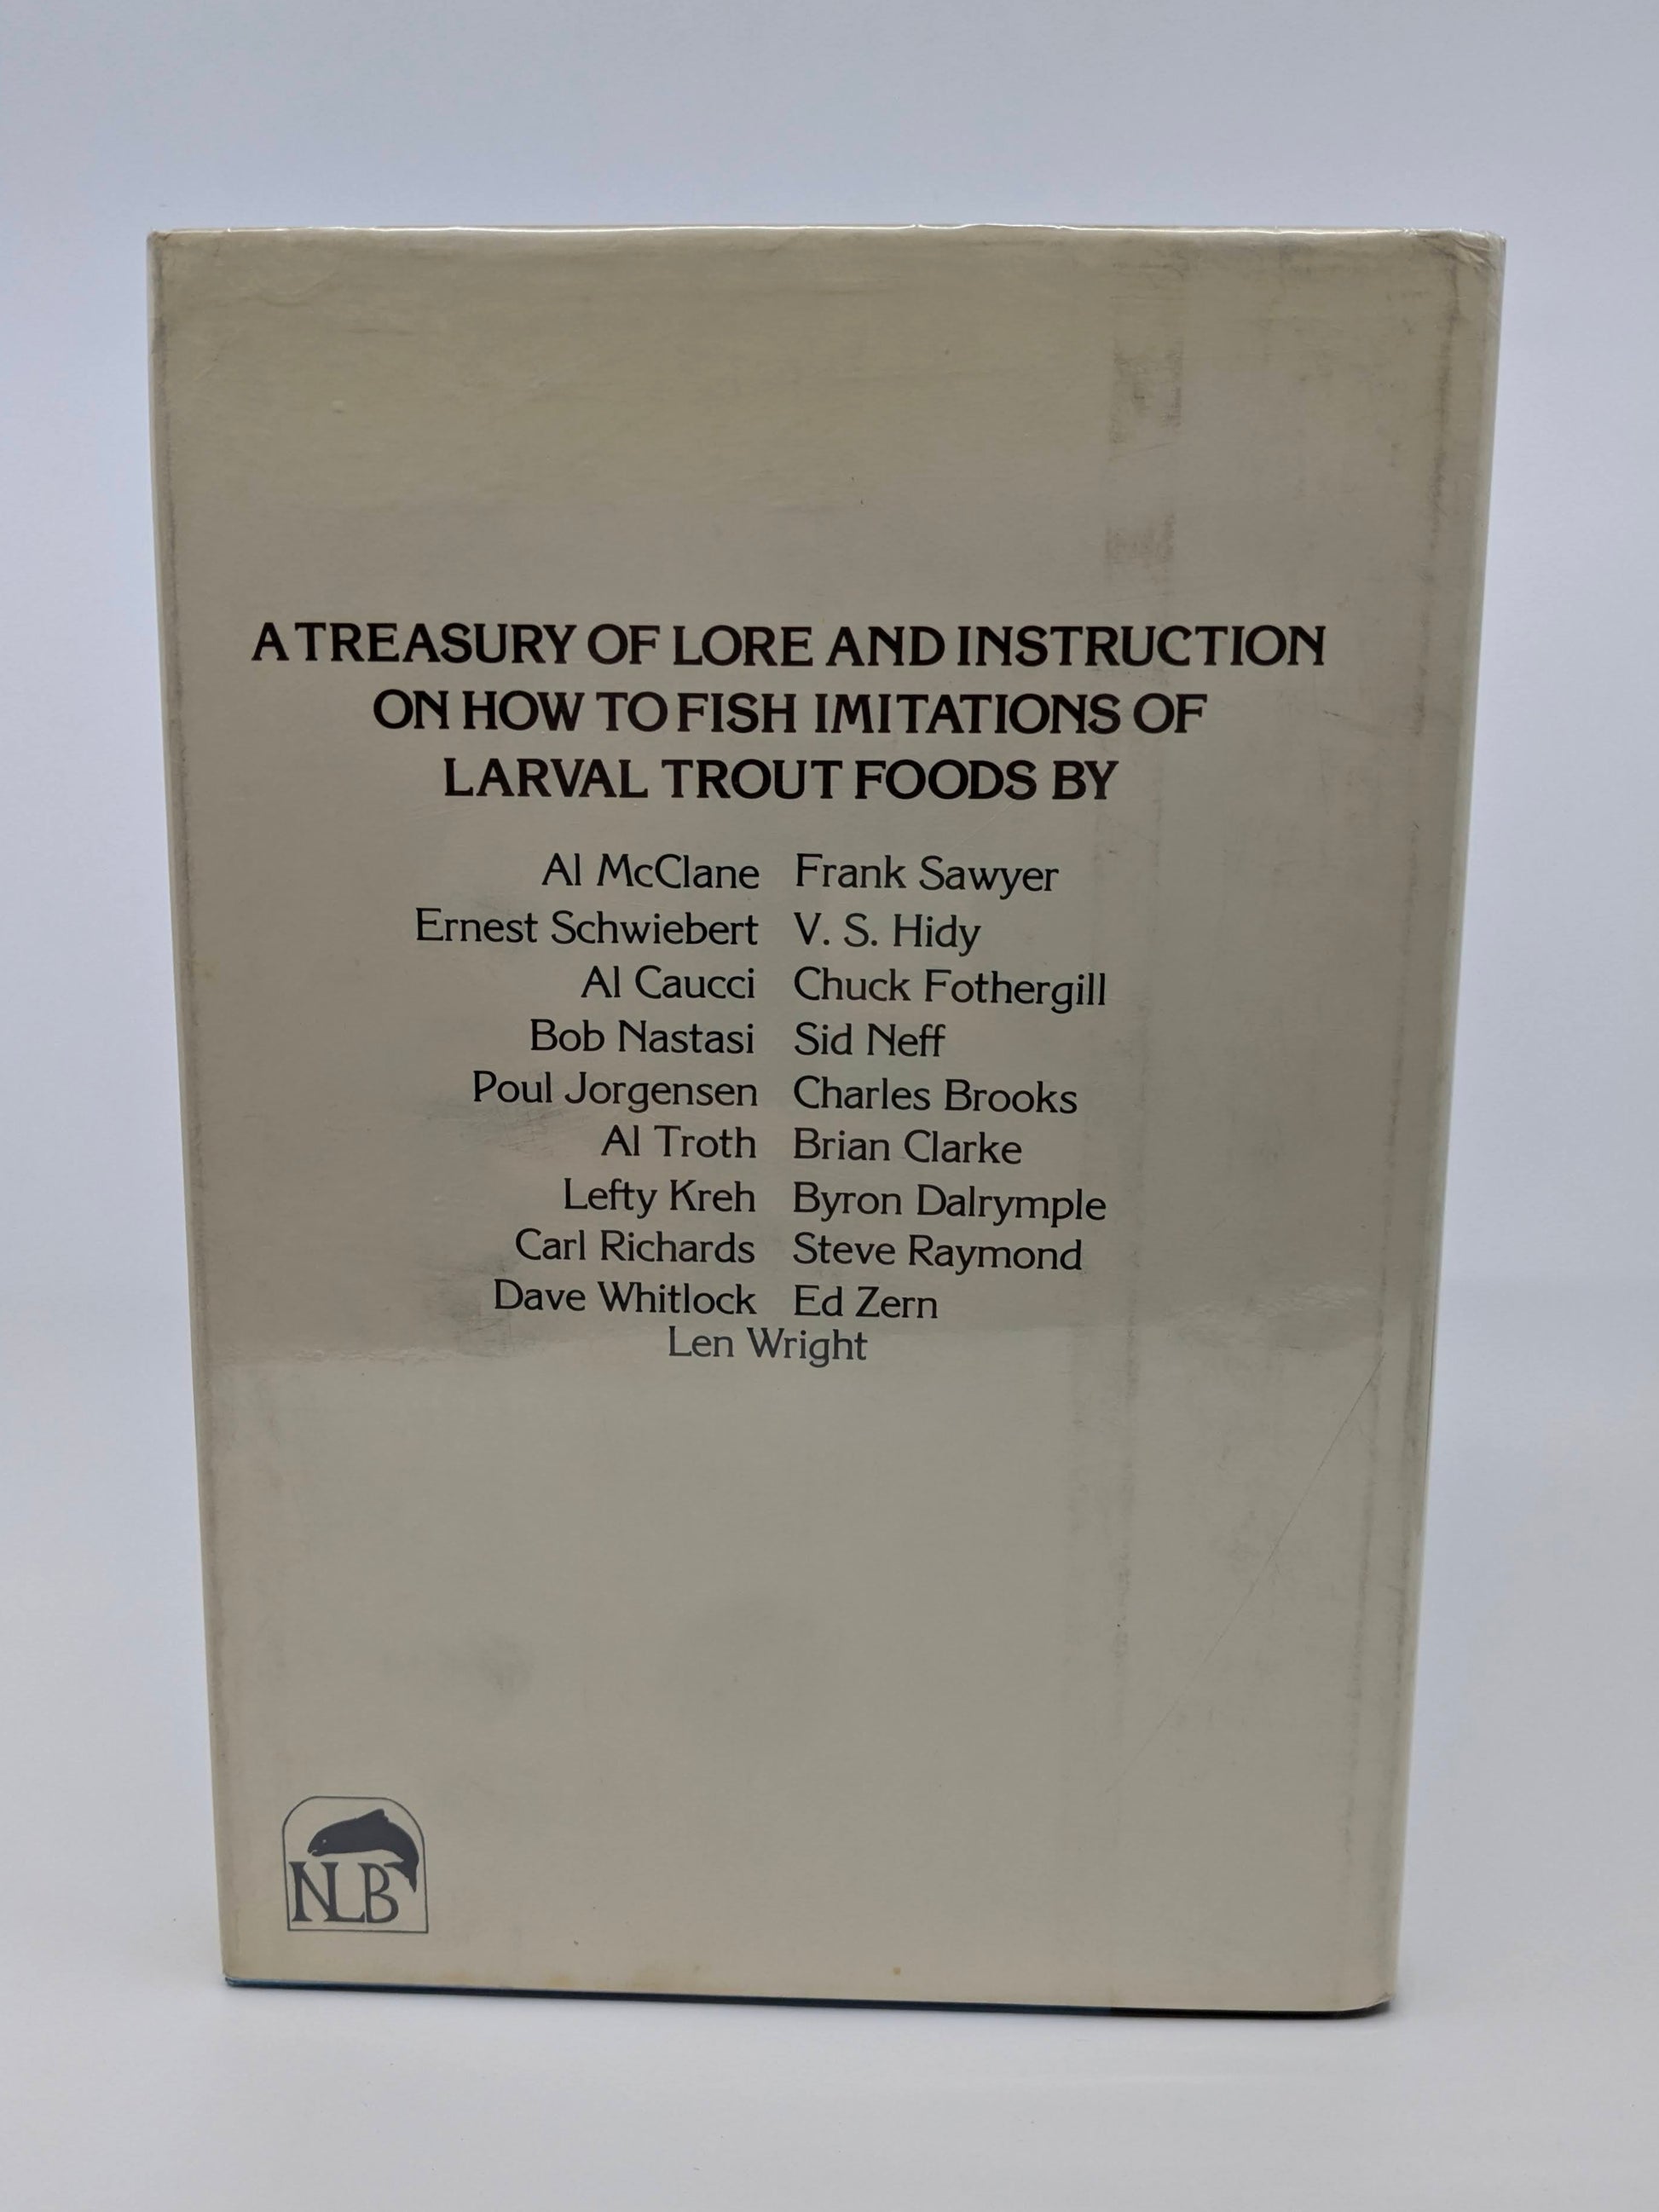 A TREASURY OF LORE AND INSTRUCTION
ON HOW TO FISH IMITATIONS OF
LARVAL TROUT FOODS BY
Al McClane Frank Sawyer
Ernest Schwiebert V. S. Hidy
Al Caucci Chuck Fothergill
Bob Nastasi Sid Neff
Poul Jorgensen Charles Brooks
Al Troth Brian Clarke
Lefty Kreh Byron Dalrymple
Carl Richards Steve Raymond
Dave Whitlock Ed Zern
Len Wright
NLB